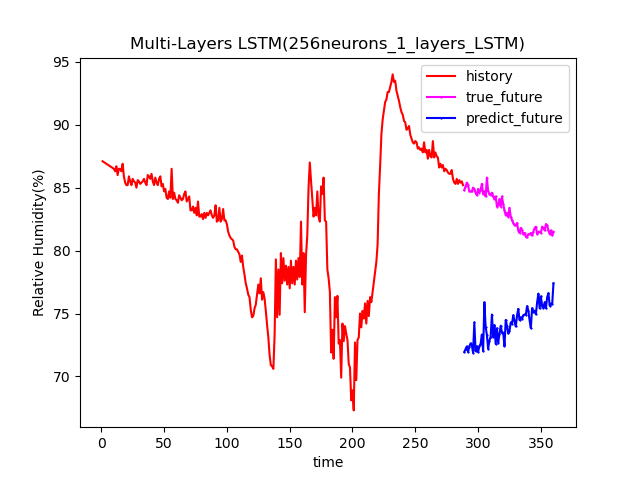 Multi-Layers LSTM(256neurons_1_layers_LSTM)
history
true_future
predict_future
Relative Humidity(%)
95
90
85
80
75
70
0 50 100 150 200 250 300 350
time